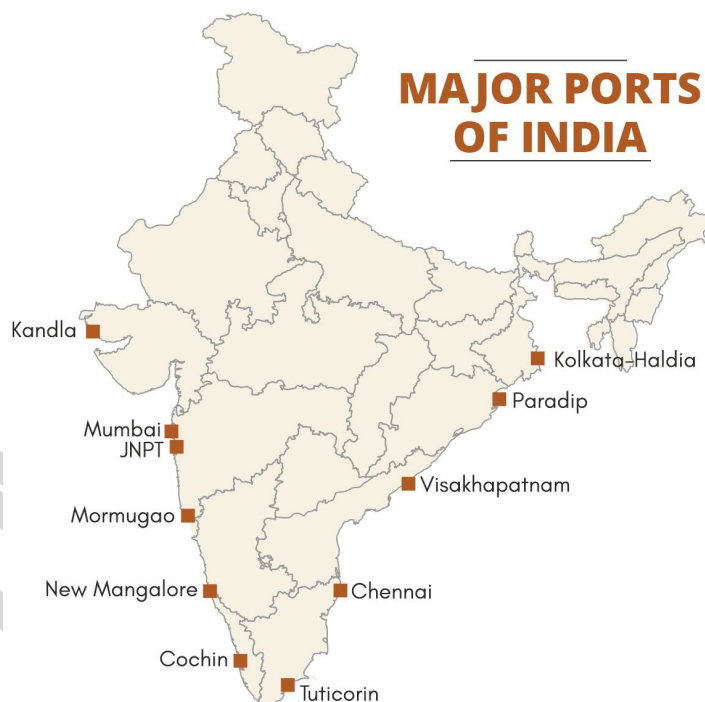 MAJOR PORTS
OF INDIA
Kandla
Kolkata-Haldia
Paradip
Mumbai
JNPT
Visakhapatnam
Mormugao
New Mangalore
Chennai
Cochin
Tuticorin